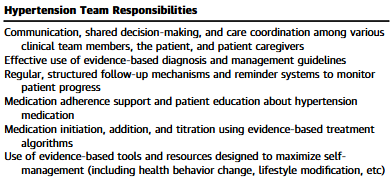 Hypertension Team Responsibilities
Communication, shared decision-making, and care coordination among various
clinical team members, the patient, and patient caregivers
Effective use of evidence-based diagnosis and management guidelines
Regular, structured follow-up mechanisms and reminder systems to monitor
patient progress
Medication adherence support and patient education about hypertension
medication
Medication initiation, addition, and titration using evidence-based treatment
algorithms
Use of evidence-based tools and resources designed to maximize self-
management (including health behavior change, lifestyle modification, etc)